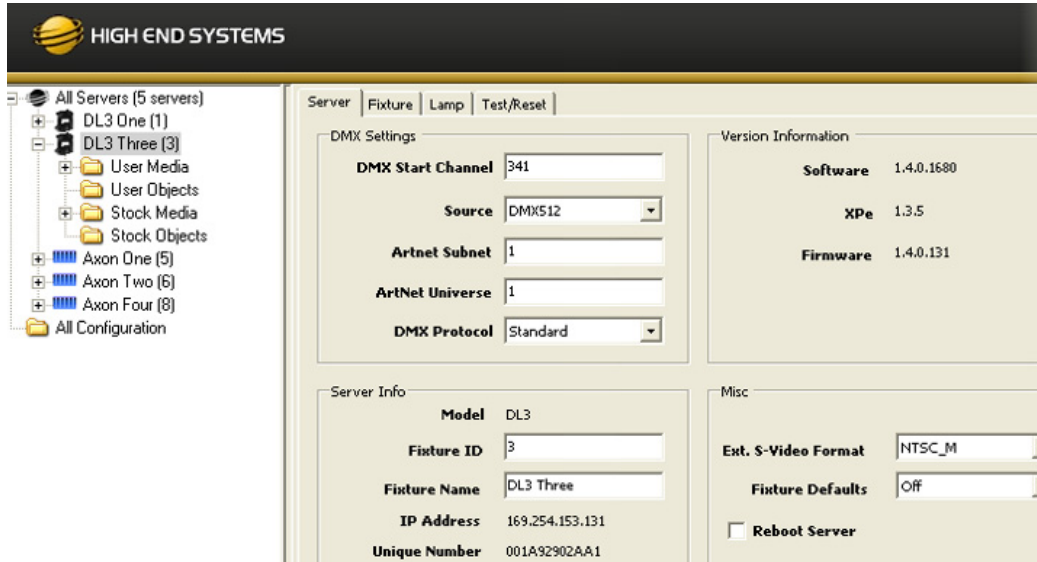 HIGH END SYSTEMS
All Servers (5 servers)
DL3 One (1)
DL3 Three (3)
User Media
User Objects
Stock Media
Stock Objects
Axon One (5)
Axon Two (6)
Axon Four (8)
All Configuration
Server Fixture Lamp Test/Reset
DMX Settings
DMX Start Channel 341
Source DMX512
Artnet Subnet 1
ArtNet Universe 1
DMX Protocol Standard
Version Information
Software 1.4.0.1680
XPe 1.3.5
Firmware 1.4.0.131
Server Info
Model DL3
Fixture ID 3
Fixture Name DL3 Three
IP Address 169.254.153.131
Unique Number 001A92902AA1
Misc
Ext. S-Video Format NTSC_M
Fixture Defaults Off
Reboot Server